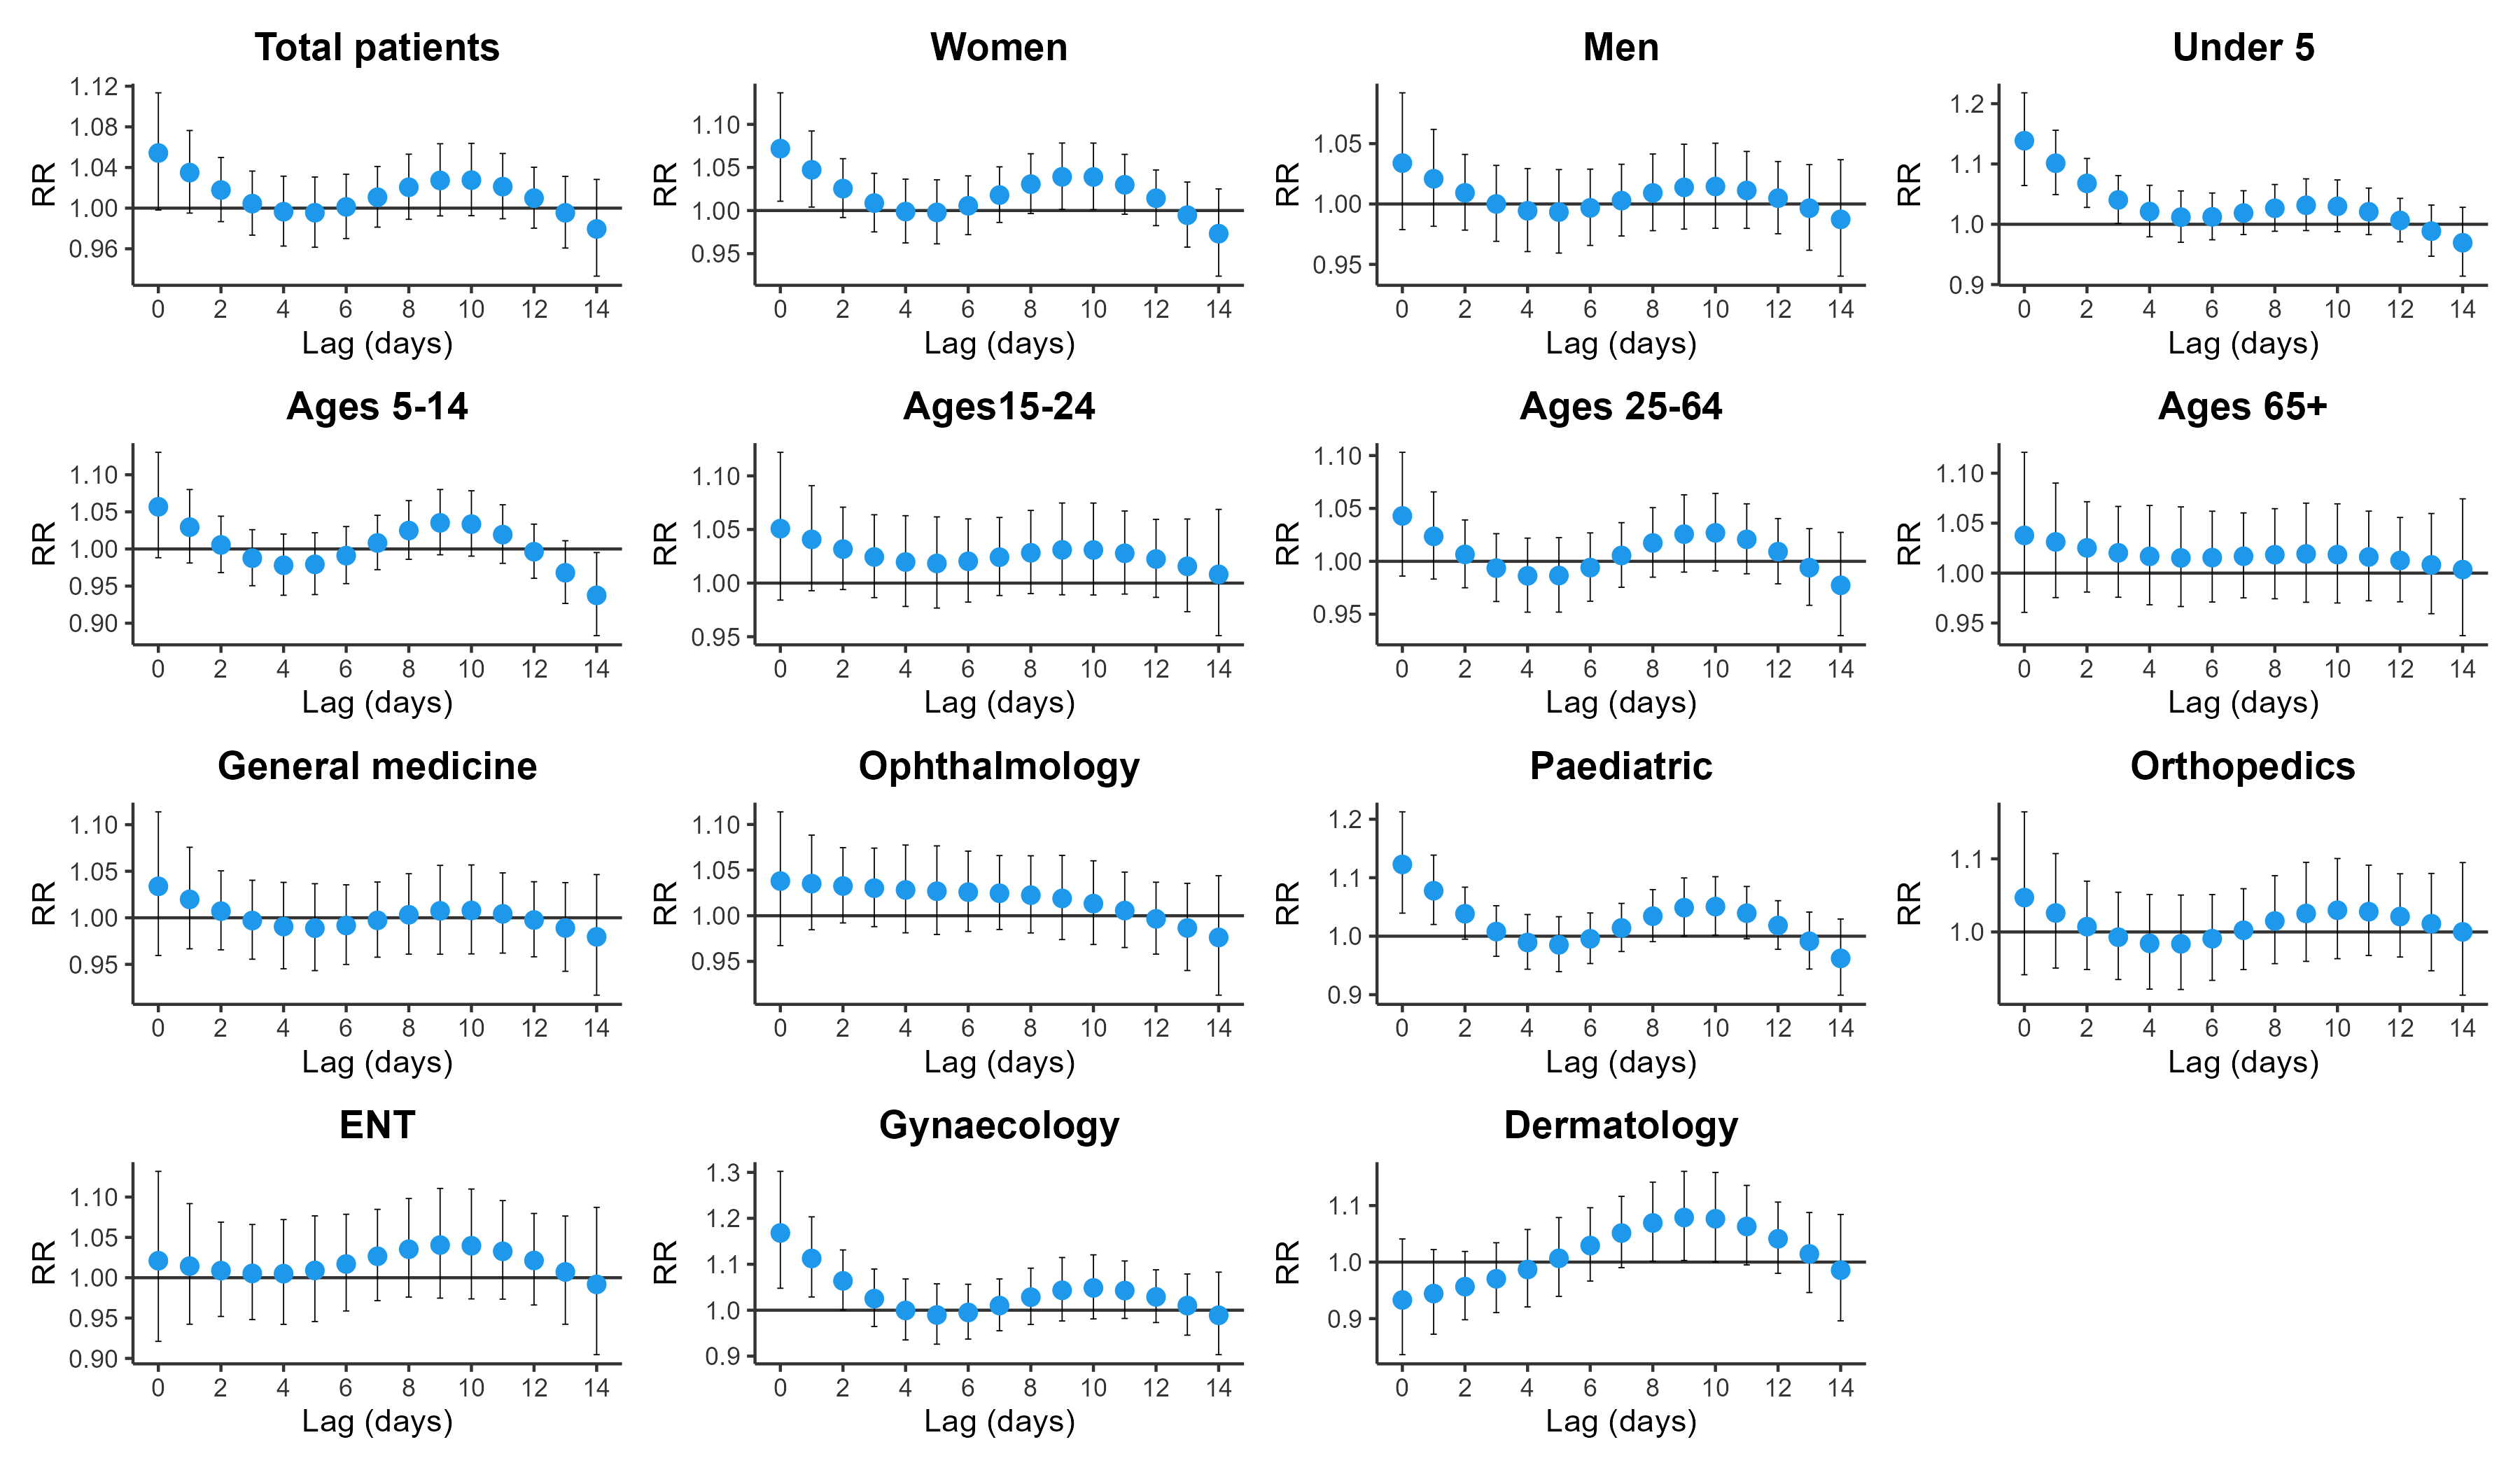 Total patients
RR
1.12
1.08
1.04
1.00
0.96
0 2 4 6 8 10 12 14
Lag (days)
Women
RR
1.10
1.05
1.00
0.95
0 2 4 6 8 10 12 14
Lag (days)
Men
RR
1.05
1.00
0.95
0 2 4 6 8 10 12 14
Lag (days)
Under 5
RR
1.2
1.1
1.0
0.9
0 2 4 6 8 10 12 14
Lag (days)
Ages 5-14
RR
1.10
1.05
1.00
0.95
0.90
0 2 4 6 8 10 12 14
Lag (days)
Ages15-24
RR
1.10
1.05
1.00
0.95
0 2 4 6 8 10 12 14
Lag (days)
Ages 25-64
RR
1.10
1.05
1.00
0.95
0 2 4 6 8 10 12 14
Lag (days)
Ages 65+
RR
1.10
1.05
1.00
0.95
0 2 4 6 8 10 12 14
Lag (days)
General medicine
RR
1.10
1.05
1.00
0.95
0 2 4 6 8 10 12 14
Lag (days)
Ophthalmology
RR
1.10
1.05
1.00
0.95
0 2 4 6 8 10 12 14
Lag (days)
Paediatric
RR
1.2
1.1
1.0
0.9
0 2 4 6 8 10 12 14
Lag (days)
Orthopedics
RR
1.1
1.0
0 2 4 6 8 10 12 14
Lag (days)
ENT
RR
1.10
1.05
1.00
0.95
0.90
0 2 4 6 8 10 12 14
Lag (days)
Gynaecology
RR
1.3
1.2
1.1
1.0
0.9
0 2 4 6 8 10 12 14
Lag (days)
Dermatology
RR
1.1
1.0
0.9
0 2 4 6 8 10 12 14
Lag (days)